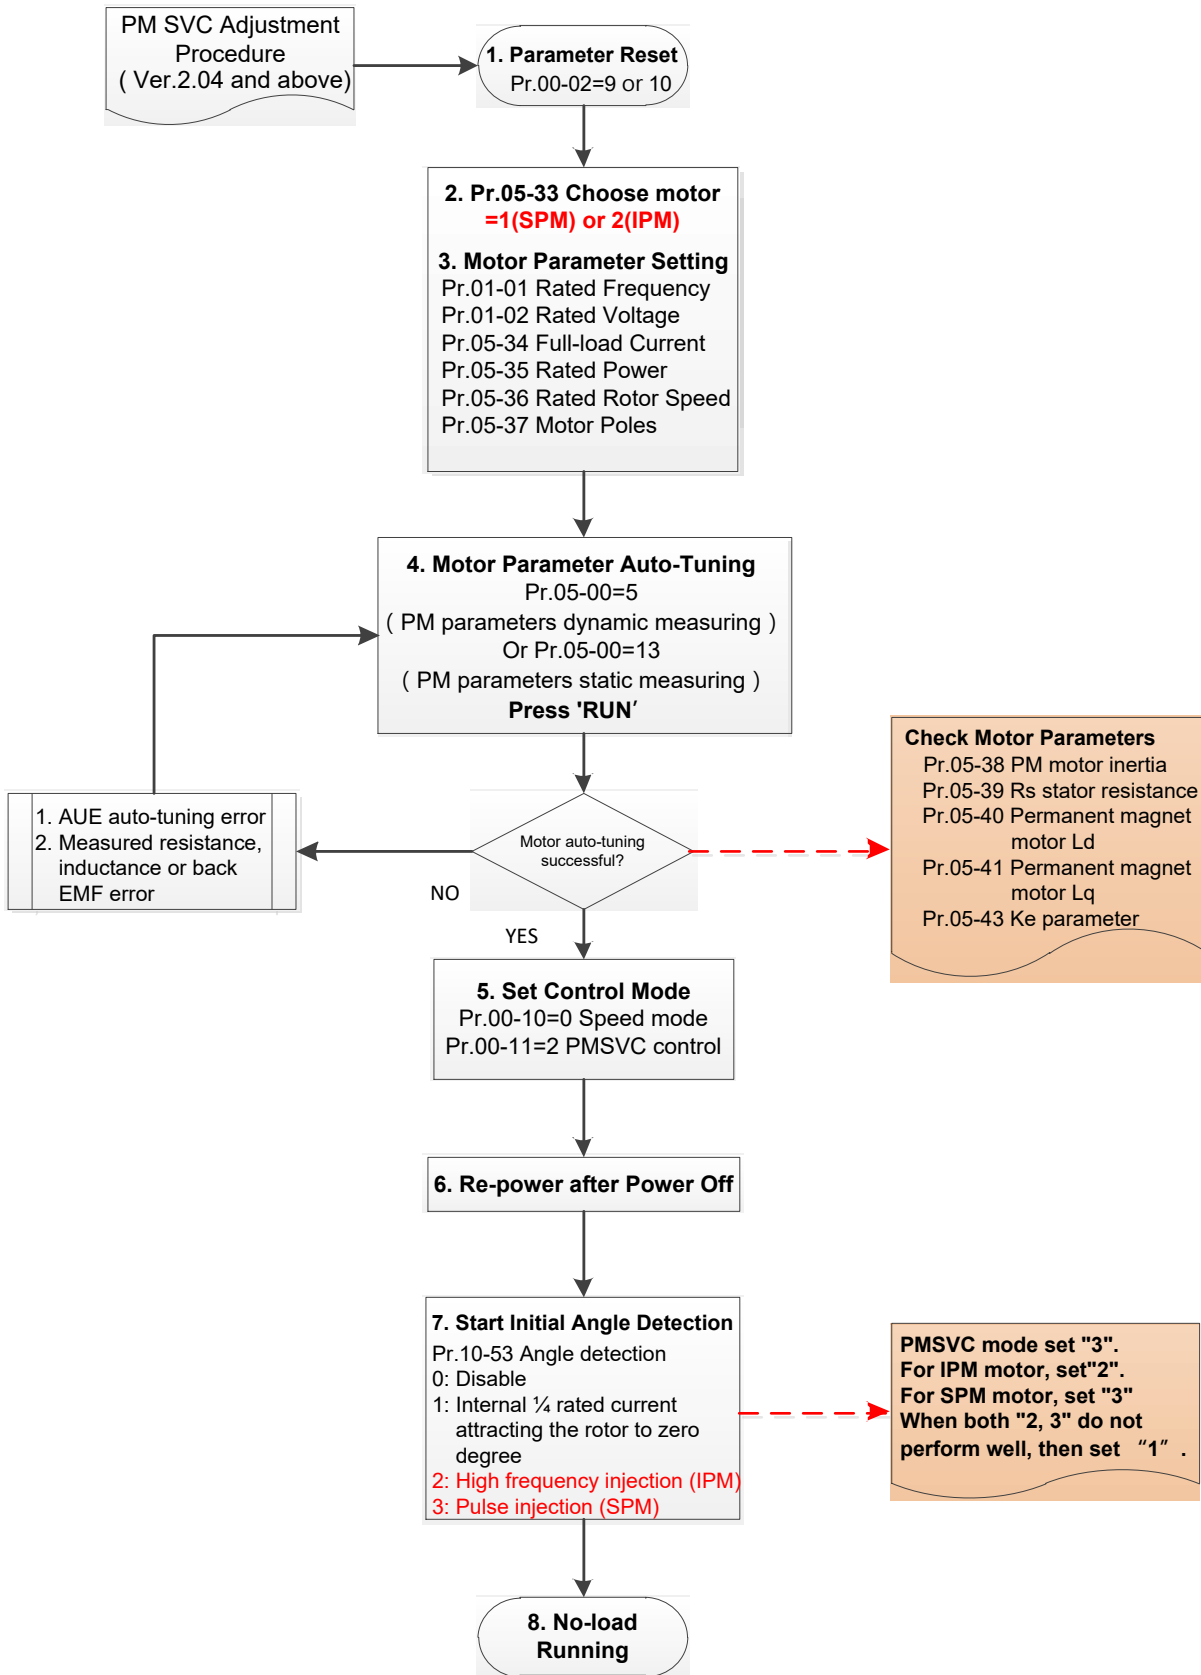 PM SVC Adjustment
Procedure
( Ver.2.04 and above)
1. Parameter Reset
Pr.00-02=9 or 10
2. Pr.05-33 Choose motor
=1(SPM) or 2(IPM)
3. Motor Parameter Setting
Pr.01-01 Rated Frequency
Pr.01-02 Rated Voltage
Pr.05-34 Full-load Current
Pr.05-35 Rated Power
Pr.05-36 Rated Rotor Speed
Pr.05-37 Motor Poles
4. Motor Parameter Auto-Tuning
Pr.05-00=5
( PM parameters dynamic measuring )
Or Pr.05-00=13
( PM parameters static measuring )
Press 'RUN'
Motor auto-tuning
successful?
NO
1. AUE auto-tuning error
2. Measured resistance,
inductance or back
EMF error
Check Motor Parameters
Pr.05-38 PM motor inertia
Pr.05-39 Rs stator resistance
Pr.05-40 Permanent magnet
motor Ld
Pr.05-41 Permanent magnet
motor Lq
Pr.05-43 Ke parameter
YES
5. Set Control Mode
Pr.00-10=0 Speed mode
Pr.00-11=2 PMSVC control
6. Re-power after Power Off
7. Start Initial Angle Detection
Pr.10-53 Angle detection
0: Disable
1: Internal ¼ rated current
attracting the rotor to zero
degree
2: High frequency injection (IPM)
3: Pulse injection (SPM)
PMSVC mode set "3".
For IPM motor, set"2".
For SPM motor, set "3"
When both "2, 3" do not
perform well, then set “1” .
8. No-load
Running